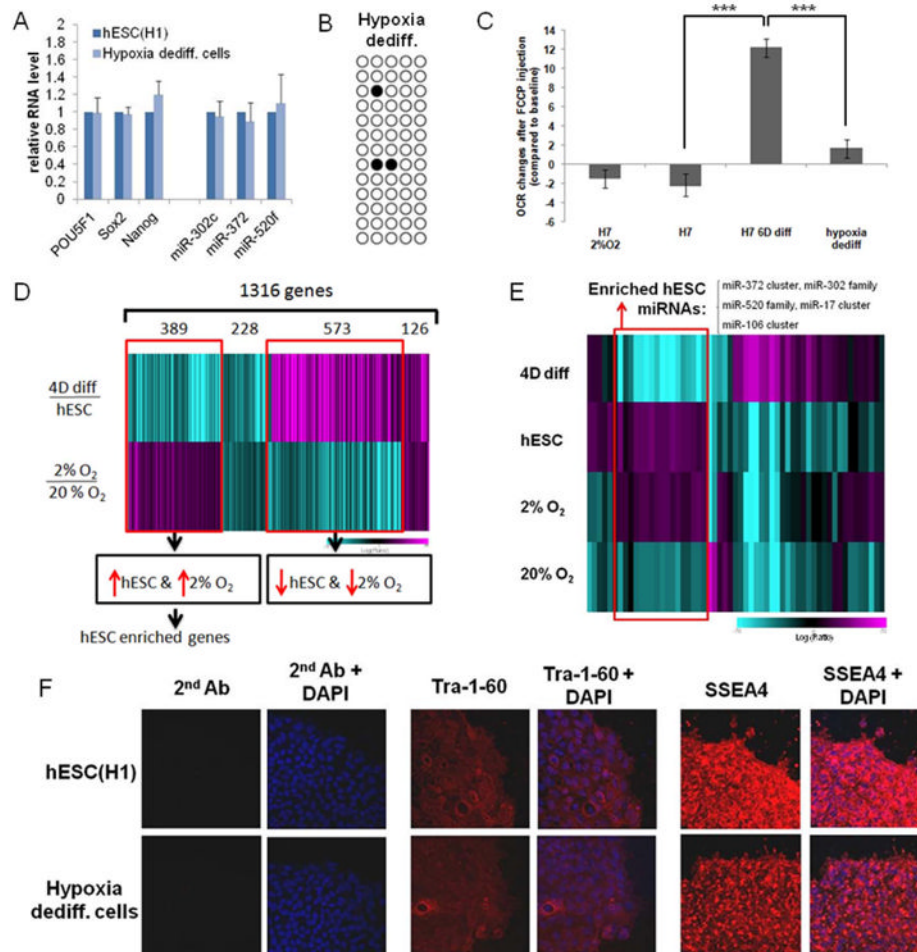 A
hESC(H1)
Hypoxia dediff. cells
relative RNA level
2
1.8
1.6
1.4
1.2
1
0.8
0.6
0.4
0.2
0
POU5F1
Sox2
Nanog
miR-302c
miR-372
miR-520f
B
Hypoxia
dediff.
C
***
***
OCR changes after FCCP injection
(compared to baseline)
14
12
10
8
6
4
2
0
-2
-4
-6
H7
2%O2
H7
H7 6D diff
hypoxia
dediff
D
1316 genes
389
228
573
126
4D diff
hESC
2% O2
20% O2
hESC & 2% O2
hESC & 2% O2
hESC enriched genes
E
Enriched hESC
miRNAs:
miR-372 cluster, miR-302 family
miR-520 family, miR-17 cluster
miR-106 cluster
4D diff
hESC
2% O2
20% O2
Log(Ratio)
F
2nd Ab
2nd Ab +
DAPI
Tra-1-60
Tra-1-60 +
DAPI
SSEA4
SSEA4 +
DAPI
hESC(H1)
Hypoxia
dediff. cells